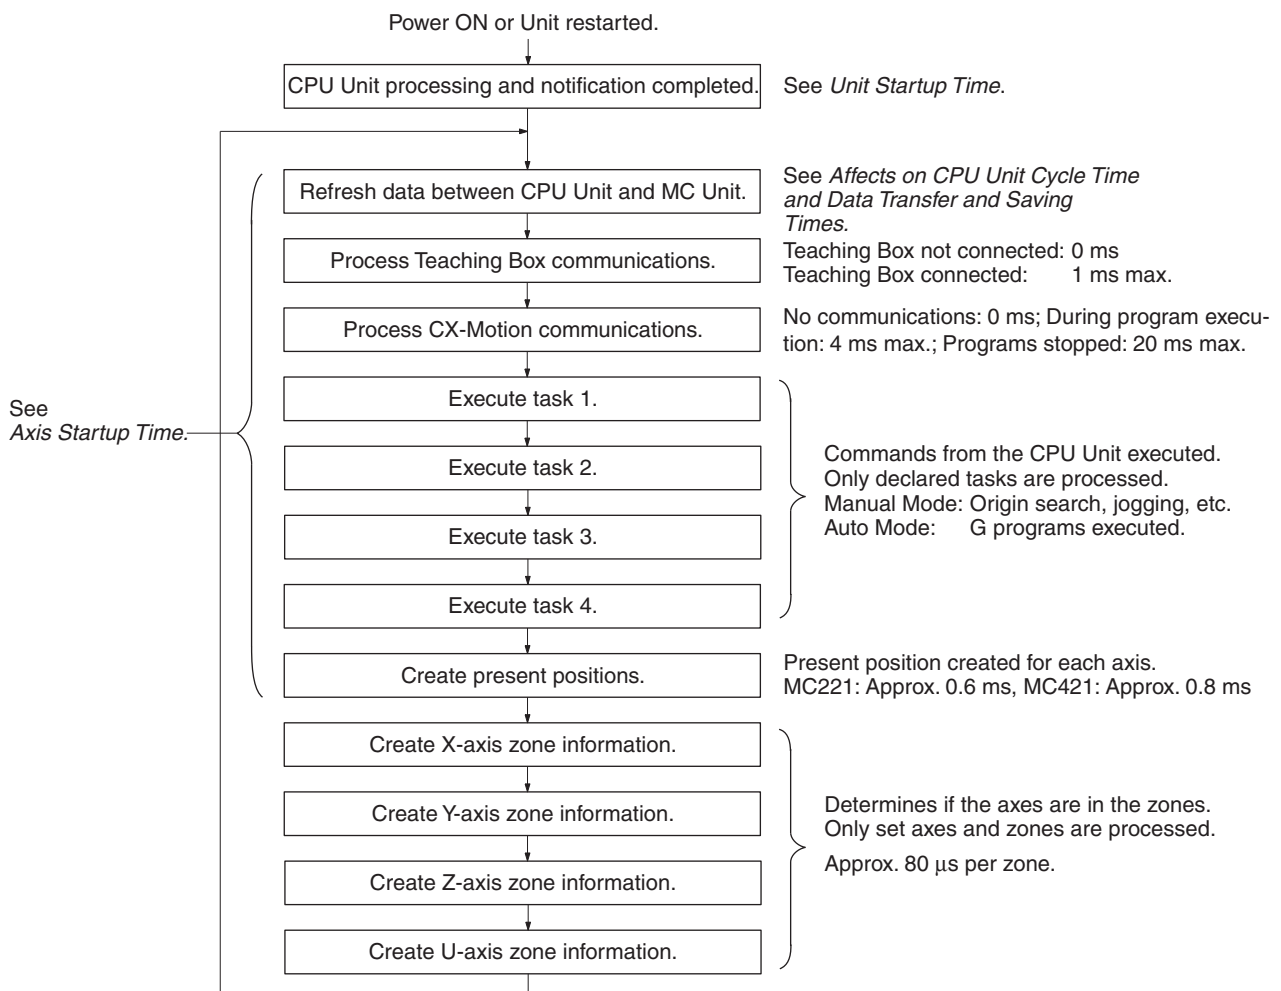 Power ON or Unit restarted.
CPU Unit processing and notification completed.
See Unit Startup Time.
Refresh data between CPU Unit and MC Unit.
See Affects on CPU Unit Cycle Time
and Data Transfer and Saving
Times.
Process Teaching Box communications.
Teaching Box not connected: 0 ms
Teaching Box connected: 1 ms max.
Process CX-Motion communications.
No communications: 0 ms; During program execu-
tion: 4 ms max.; Programs stopped: 20 ms max.
See
Axis Startup Time.
Execute task 1.
Execute task 2.
Execute task 3.
Execute task 4.
Commands from the CPU Unit executed.
Only declared tasks are processed.
Manual Mode: Origin search, jogging, etc.
Auto Mode: G programs executed.
Create present positions.
Present position created for each axis.
MC221: Approx. 0.6 ms, MC421: Approx. 0.8 ms
Create X-axis zone information.
Create Y-axis zone information.
Create Z-axis zone information.
Create U-axis zone information.
Determines if the axes are in the zones.
Only set axes and zones are processed.
Approx. 80 μs per zone.